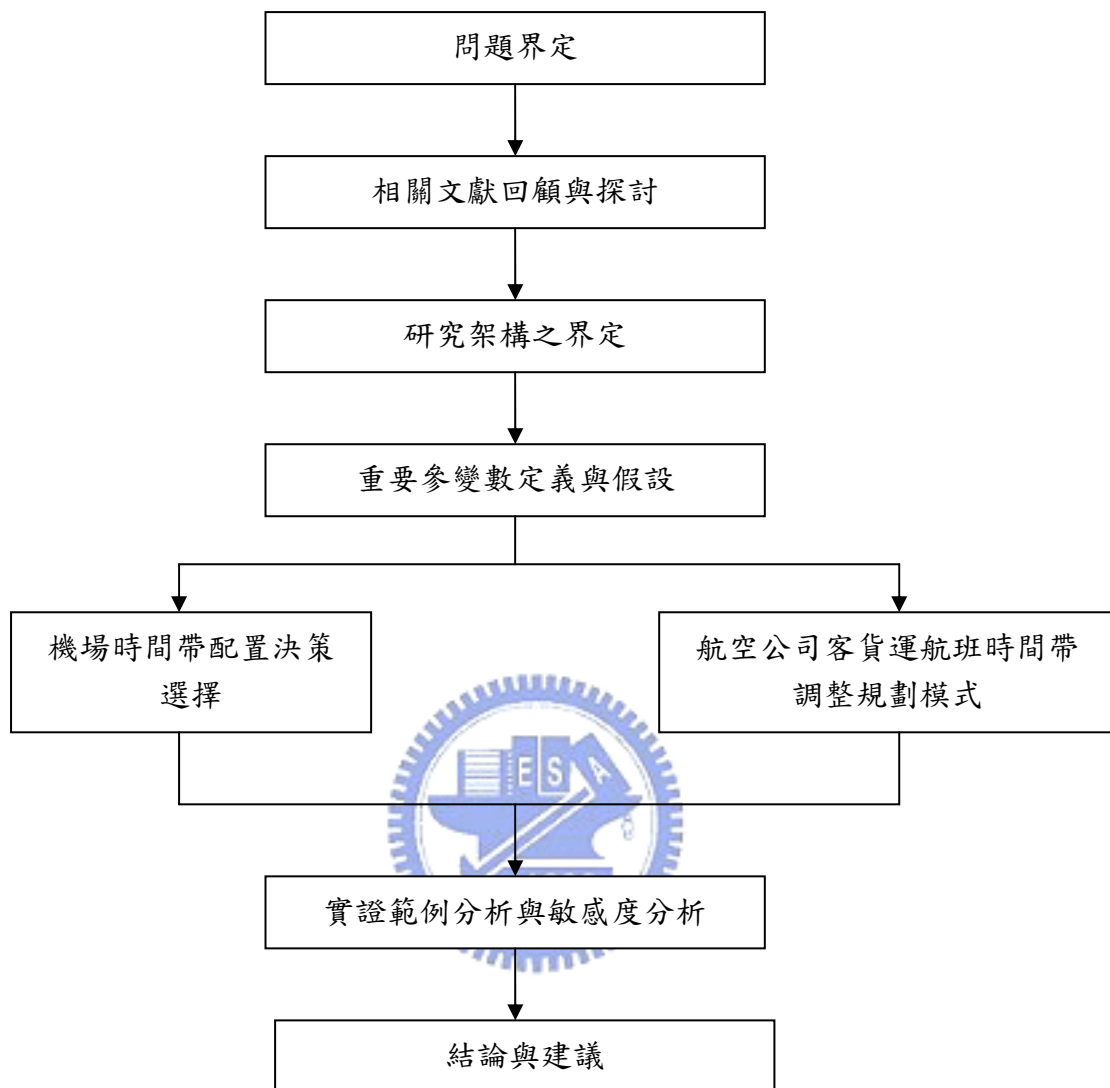 問題界定
相關文獻回顧與探討
研究架構之界定
重要參變數定義與假設
機場時間帶配置決策
選擇
航空公司客貨運航班時間帶
調整規劃模式
E S A
實證範例分析與敏感度分析
結論與建議